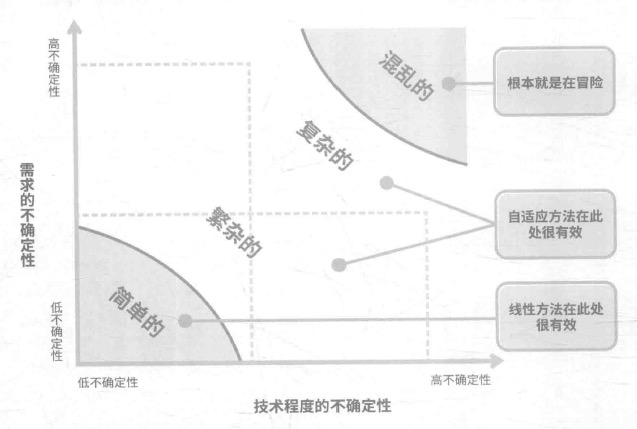 高不确定性
混乱的
根本就是在冒险
复杂的
需求的不确定性
自适应方法在此
处很有效
繁杂的
低不确定性
简单的
线性方法在此处
很有效
低不确定性
高不确定性
技术程度的不确定性